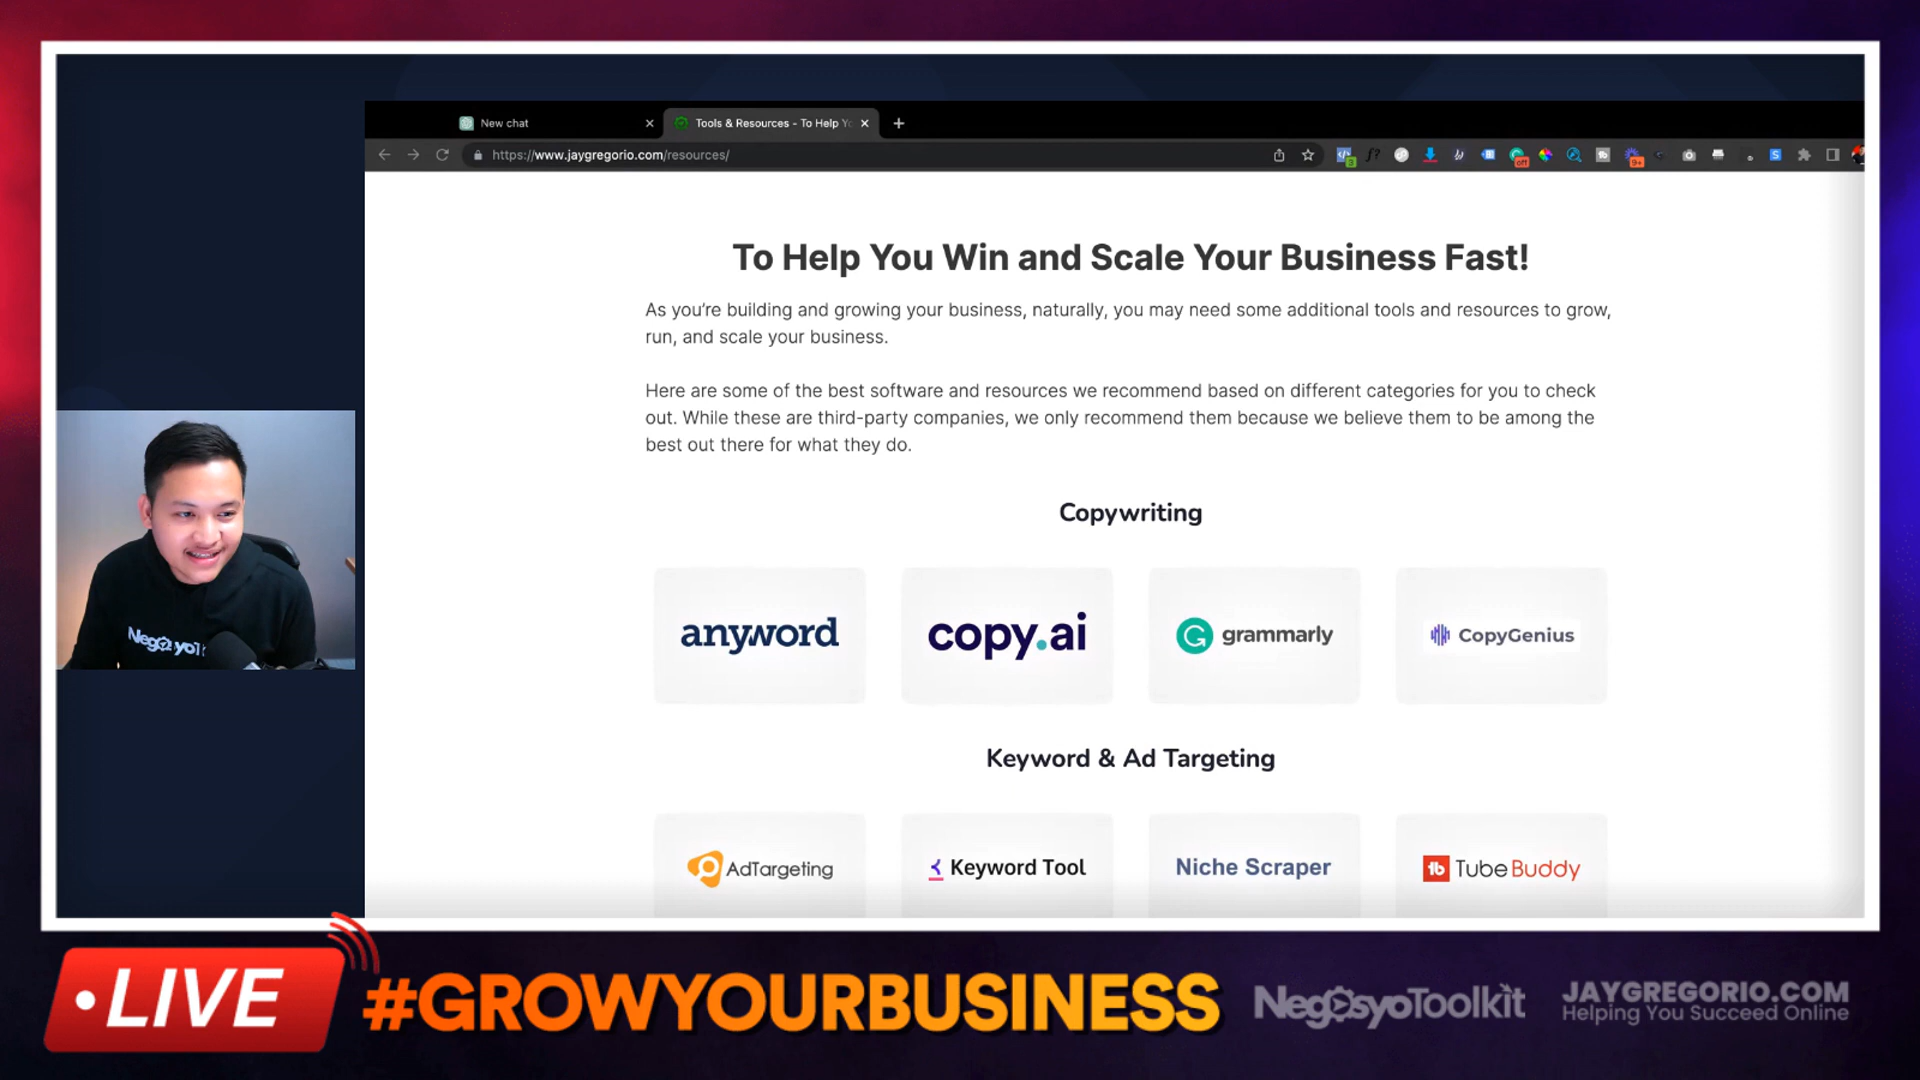 New chat
Tools & Resources - To Help Yo
https://www.jaygregorio.com/resources/
off
9+
To Help You Win and Scale Your Business Fast!
As you’re building and growing your business, naturally, you may need some additional tools and resources to grow,
run, and scale your business.
Here are some of the best software and resources we recommend based on different categories for you to check
out. While these are third-party companies, we only recommend them because we believe them to be among the
best out there for what they do.
Copywriting
anyword
copy.ai
grammarly
CopyGenius
Keyword & Ad Targeting
AdTargeting
Keyword Tool
Niche Scraper
tb TubeBuddy
LIVE
#GROWYOURBUSINESS
NegosyoToolkit
JAYGREGORIO.COM
Helping You Succeed Online